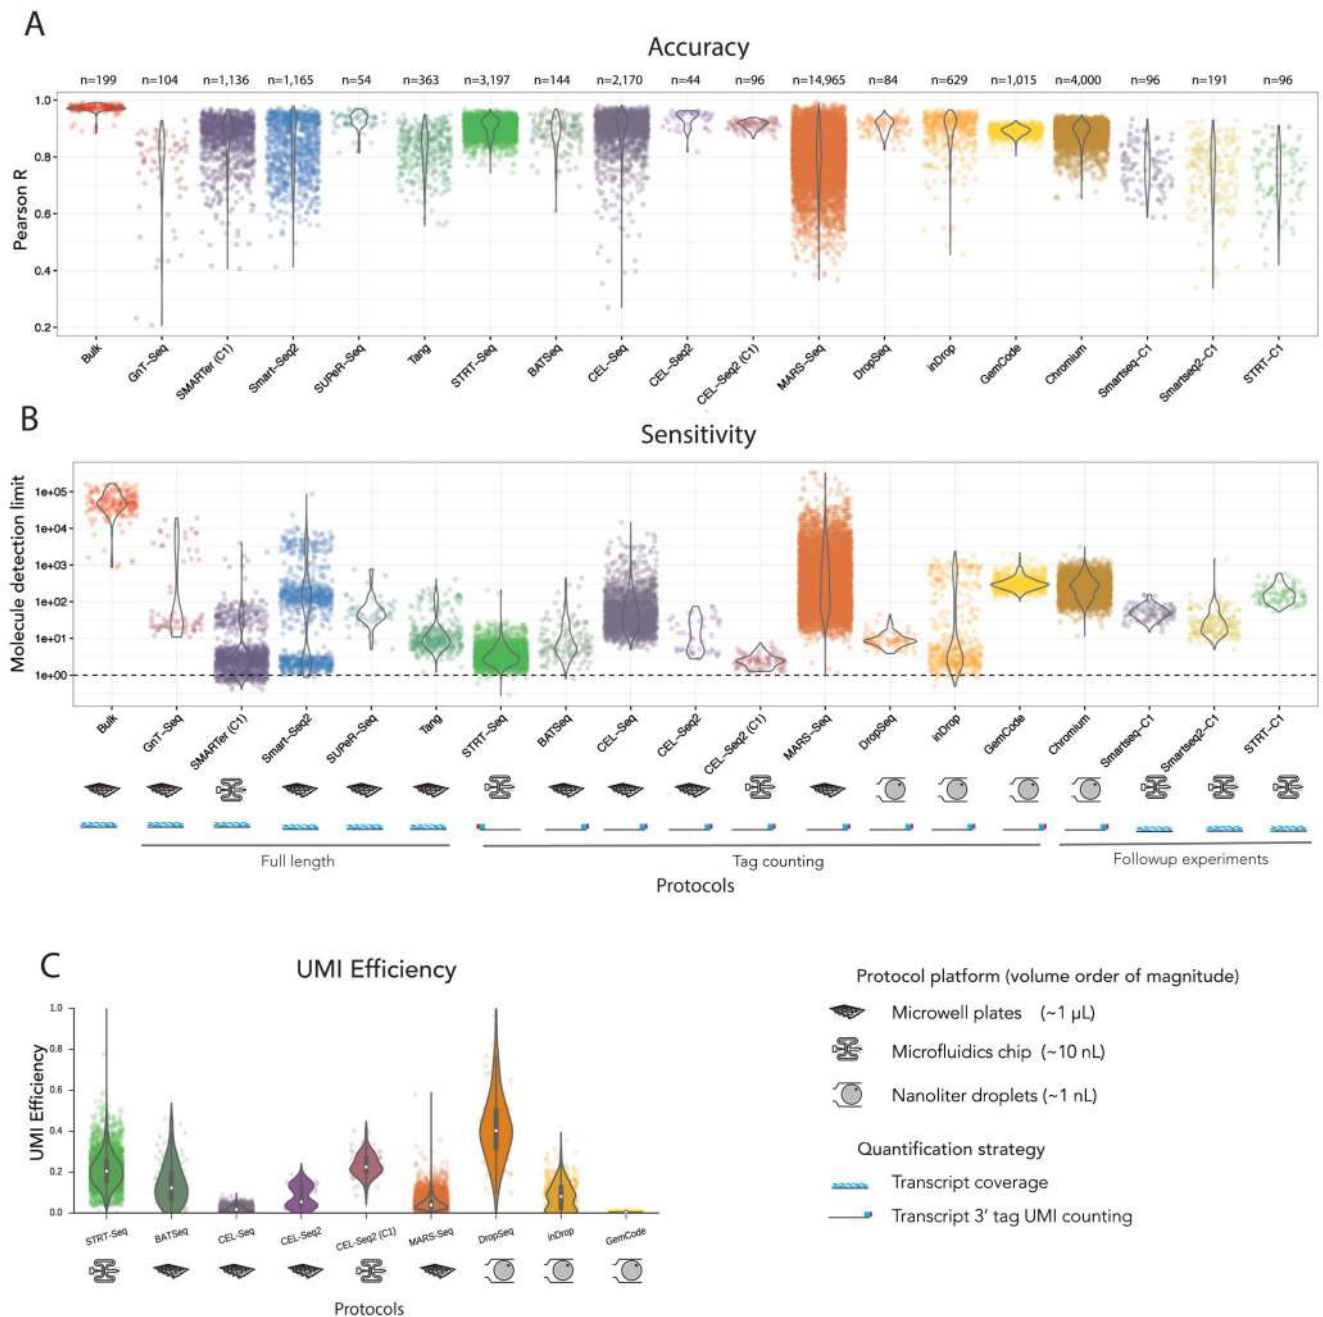 A
Accuracy
n=199 n=104 n=1,136 n=1,165 n=54 n=363 n=3,197 n=144 n=2,170 n=44 n=96 n=14,965 n=84 n=629 n=1,015 n=4,000 n=96 n=191 n=96
Pearson R
1.0
0.8
0.6
0.4
0.2
Bulk GnT-Seq SMARTer (C1) Smart-Seq2 SUPeR-Seq Tang STRT-Seq BATSeq CEL-Seq CEL-Seq2 CEL-Seq2 (C1) MARS-Seq DropSeq inDrop GemCode Chromium Smartseq-C1 Smartseq2-C1 STRT-C1
B
Sensitivity
Molecule detection limit
1e+05
1e+04
1e+03
1e+02
1e+01
1e+00
Bulk GnT-Seq SMARTer (C1) Smart-Seq2 SUPeR-Seq Tang STRT-Seq BATSeq CEL-Seq CEL-Seq2 CEL-Seq2 (C1) MARS-Seq DropSeq inDrop GemCode Chromium Smartseq-C1 Smartseq2-C1 STRT-C1
Full length Tag counting Followup experiments
Protocols
C
UMI Efficiency
UMI Efficiency
1.0
0.8
0.6
0.4
0.2
0.0
STRT-Seq BATSeq CEL-Seq CEL-Seq2 CEL-Seq2 (C1) MARS-Seq DropSeq inDrop GemCode
Protocols
Protocol platform (volume order of magnitude)
Microwell plates (~1 µL)
Microfluidics chip (~10 nL)
Nanoliter droplets (~1 nL)
Quantification strategy
Transcript coverage
Transcript 3' tag UMI counting